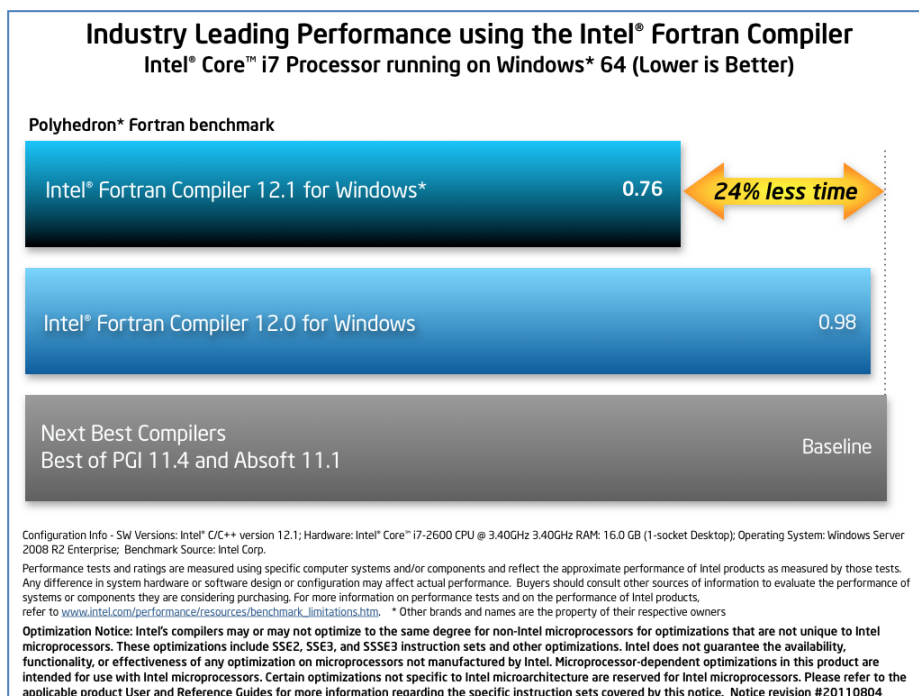 Industry Leading Performance using the Intel® Fortran Compiler
Intel® Core™ i7 Processor running on Windows* 64 (Lower is Better)
Polyhedron* Fortran benchmark
Intel® Fortran Compiler 12.1 for Windows* 0.76 24% less time
Intel® Fortran Compiler 12.0 for Windows 0.98
Next Best Compilers
Best of PGI 11.4 and Absoft 11.1 Baseline
Configuration Info - SW Versions: Intel® C/C++ version 12.1; Hardware: Intel® Core™ i7-2600 CPU @ 3.40GHz 3.40GHz RAM: 16.0 GB (1-socket Desktop); Operating System: Windows Server
2008 R2 Enterprise; Benchmark Source: Intel Corp.
Performance tests and ratings are measured using specific computer systems and/or components and reflect the approximate performance of Intel products as measured by those tests.
Any difference in system hardware or software design or configuration may affect actual performance. Buyers should consult other sources of information to evaluate the performance of
systems or components they are considering purchasing. For more information on performance tests and on the performance of Intel products,
refer to www.intel.com/performance/resources/benchmark_limitations.htm. * Other brands and names are the property of their respective owners
Optimization Notice: Intel's compilers may or may not optimize to the same degree for non-Intel microprocessors for optimizations that are not unique to Intel
microprocessors. These optimizations include SSE2, SSE3, and SSSE3 instruction sets and other optimizations. Intel does not guarantee the availability,
functionality, or effectiveness of any optimization on microprocessors not manufactured by Intel. Microprocessor-dependent optimizations in this product are
intended for use with Intel microprocessors. Certain optimizations not specific to Intel microarchitecture are reserved for Intel microprocessors. Please refer to the
applicable product User and Reference Guides for more information regarding the specific instruction sets covered by this notice. Notice revision #20110804